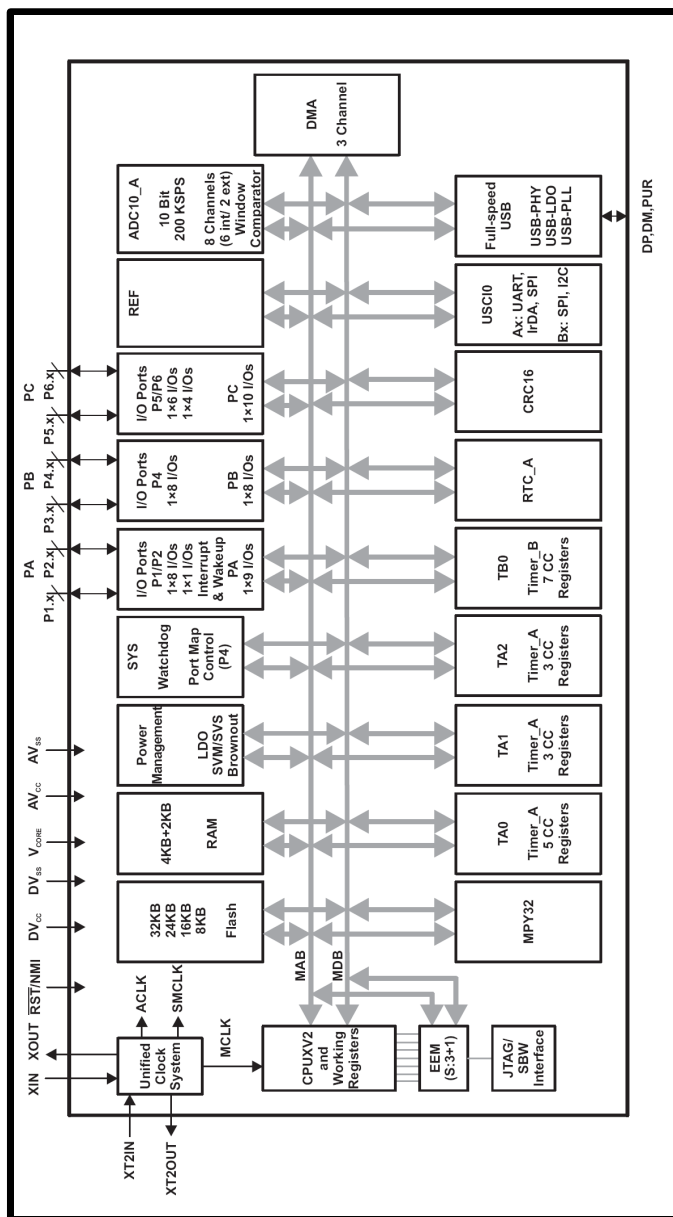 XIN
XOUT
RST/NMI
DVCC
DVSS
VCORE
AVCC
AVSS
PA
P1.x
P2.x
PB
P3.x
P4.x
PC
P5.x
P6.x
XT2IN
XT2OUT
Unified
Clock
System
ACLK
SMCLK
MCLK
32KB
24KB
16KB
8KB
Flash
4KB+2KB
RAM
Power
Management
LDO
SVM/SVS
Brownout
SYS
Watchdog
Port Map
Control
(P4)
I/O Ports
P1/P2
1×8 I/Os
1×1 I/Os
Interrupt
& Wakeup
PA
1×9 I/Os
I/O Ports
P4
1×8 I/Os
PB
1×8 I/Os
I/O Ports
P5/P6
1×6 I/Os
1×4 I/Os
PC
1×10 I/Os
REF
ADC10_A
10 Bit
200 KSPS
8 Channels
(6 int/ 2 ext)
Window
Comparator
CPUXV2
and
Working
Registers
MAB
MDB
DMA
3 Channel
EEM
(S:3+1)
JTAG/
SBW
Interface
MPY32
TA0
Timer_A
5 CC
Registers
TA1
Timer_A
3 CC
Registers
TA2
Timer_A
3 CC
Registers
TB0
Timer_B
7 CC
Registers
RTC_A
CRC16
USCI0
Ax: UART,
IrDA, SPI
Bx: SPI, I2C
Full-speed
USB
USB-PHY
USB-LDO
USB-PLL
DP,DM,PUR